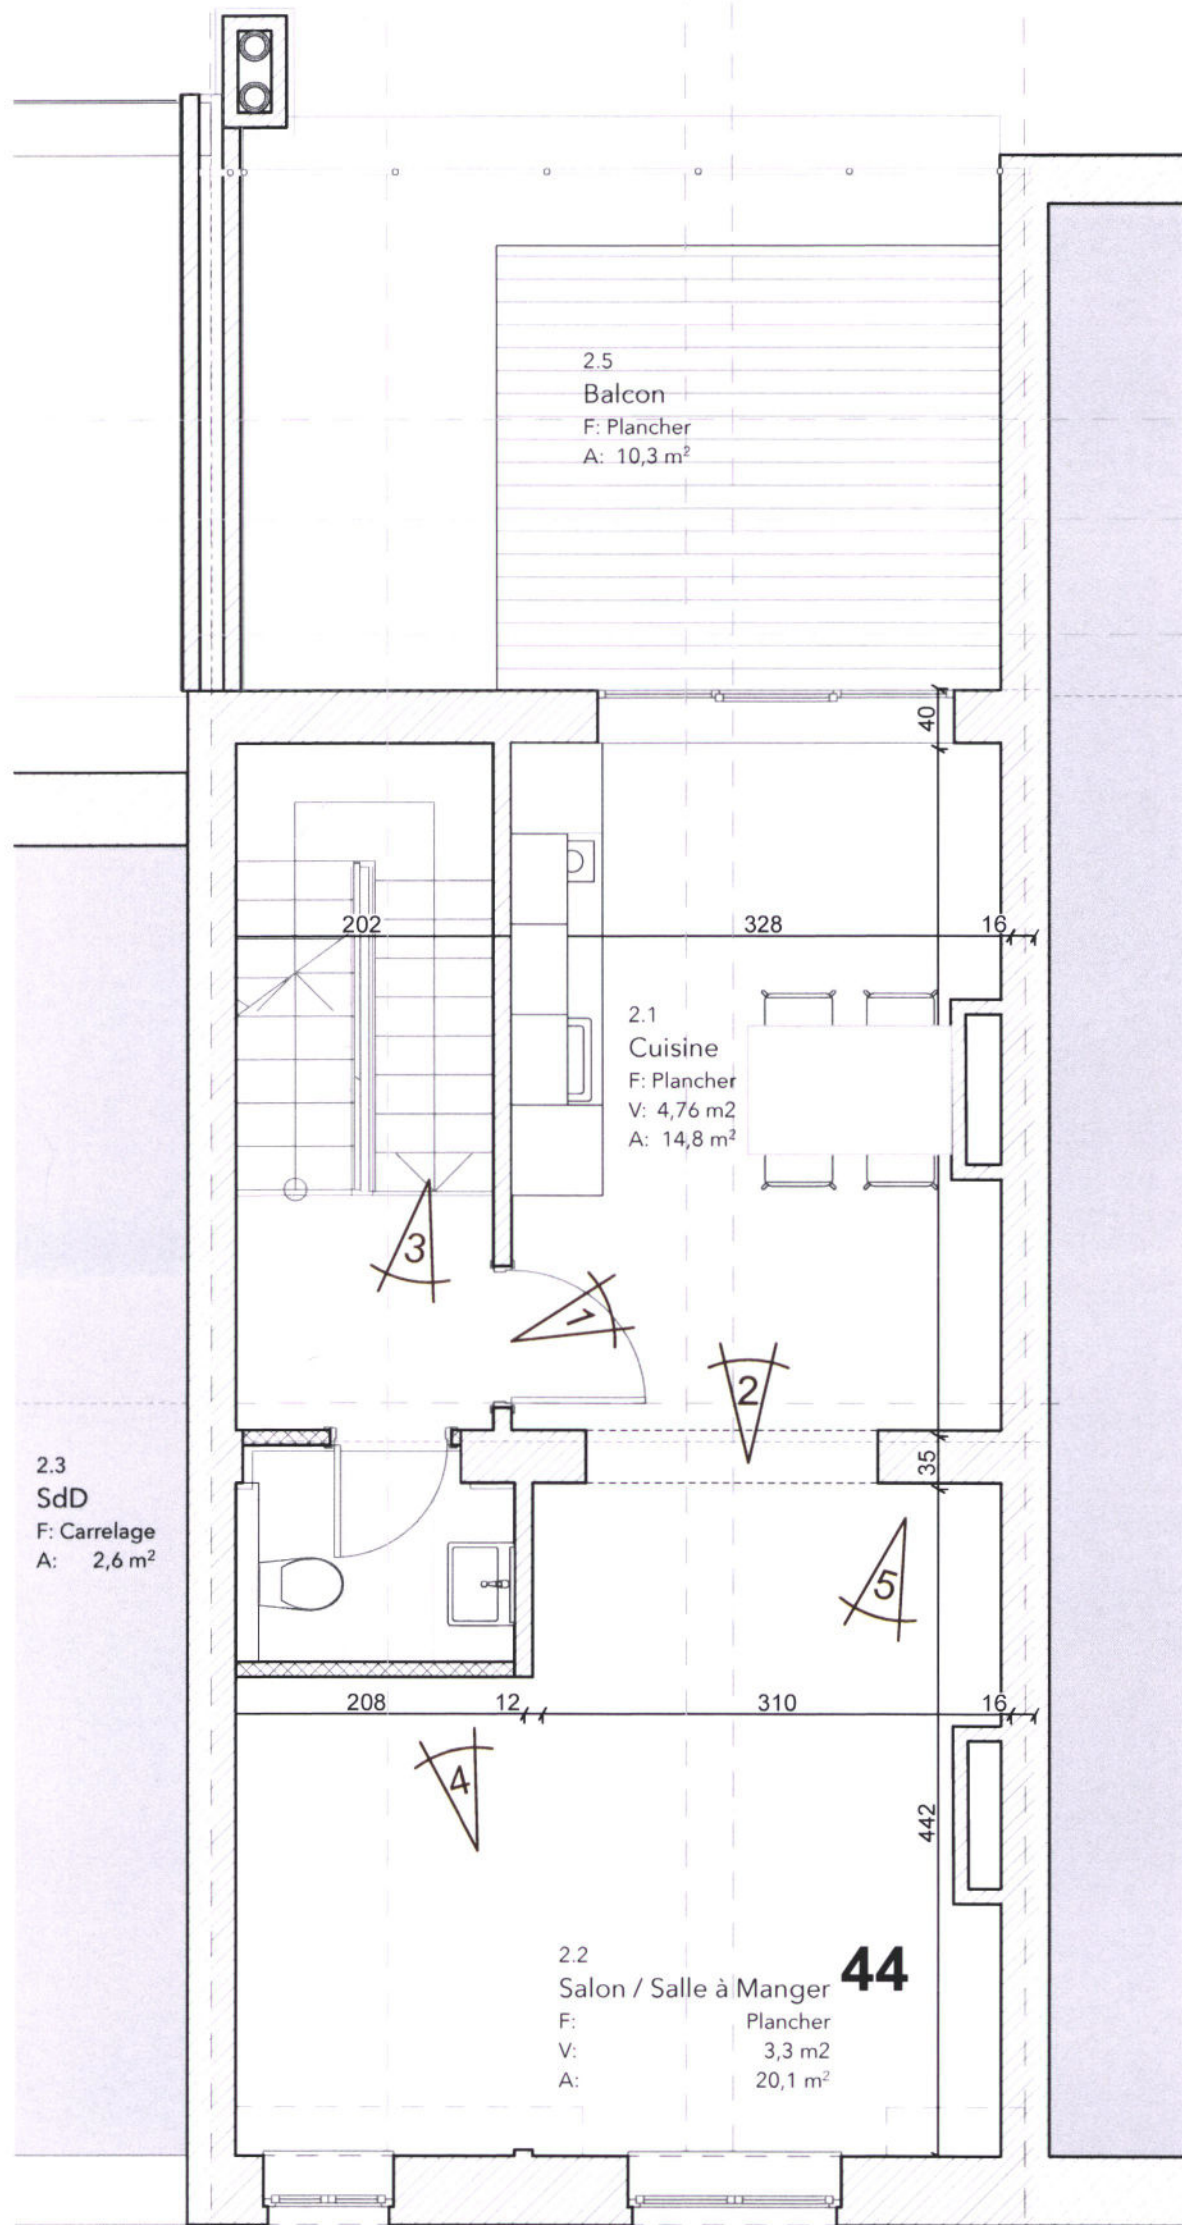 2.5
Balcon
F: Plancher
A: 10,3 m²
40
202
328
16
2.1
Cuisine
F: Plancher
V: 4,76 m2
A: 14,8 m²
3
1
2
35
2.3
SdD
F: Carrelage
A: 2,6 m²
5
208
12
310
16
4
442
2.2
Salon / Salle à Manger
44
F: Plancher
V: 3,3 m2
A: 20,1 m²